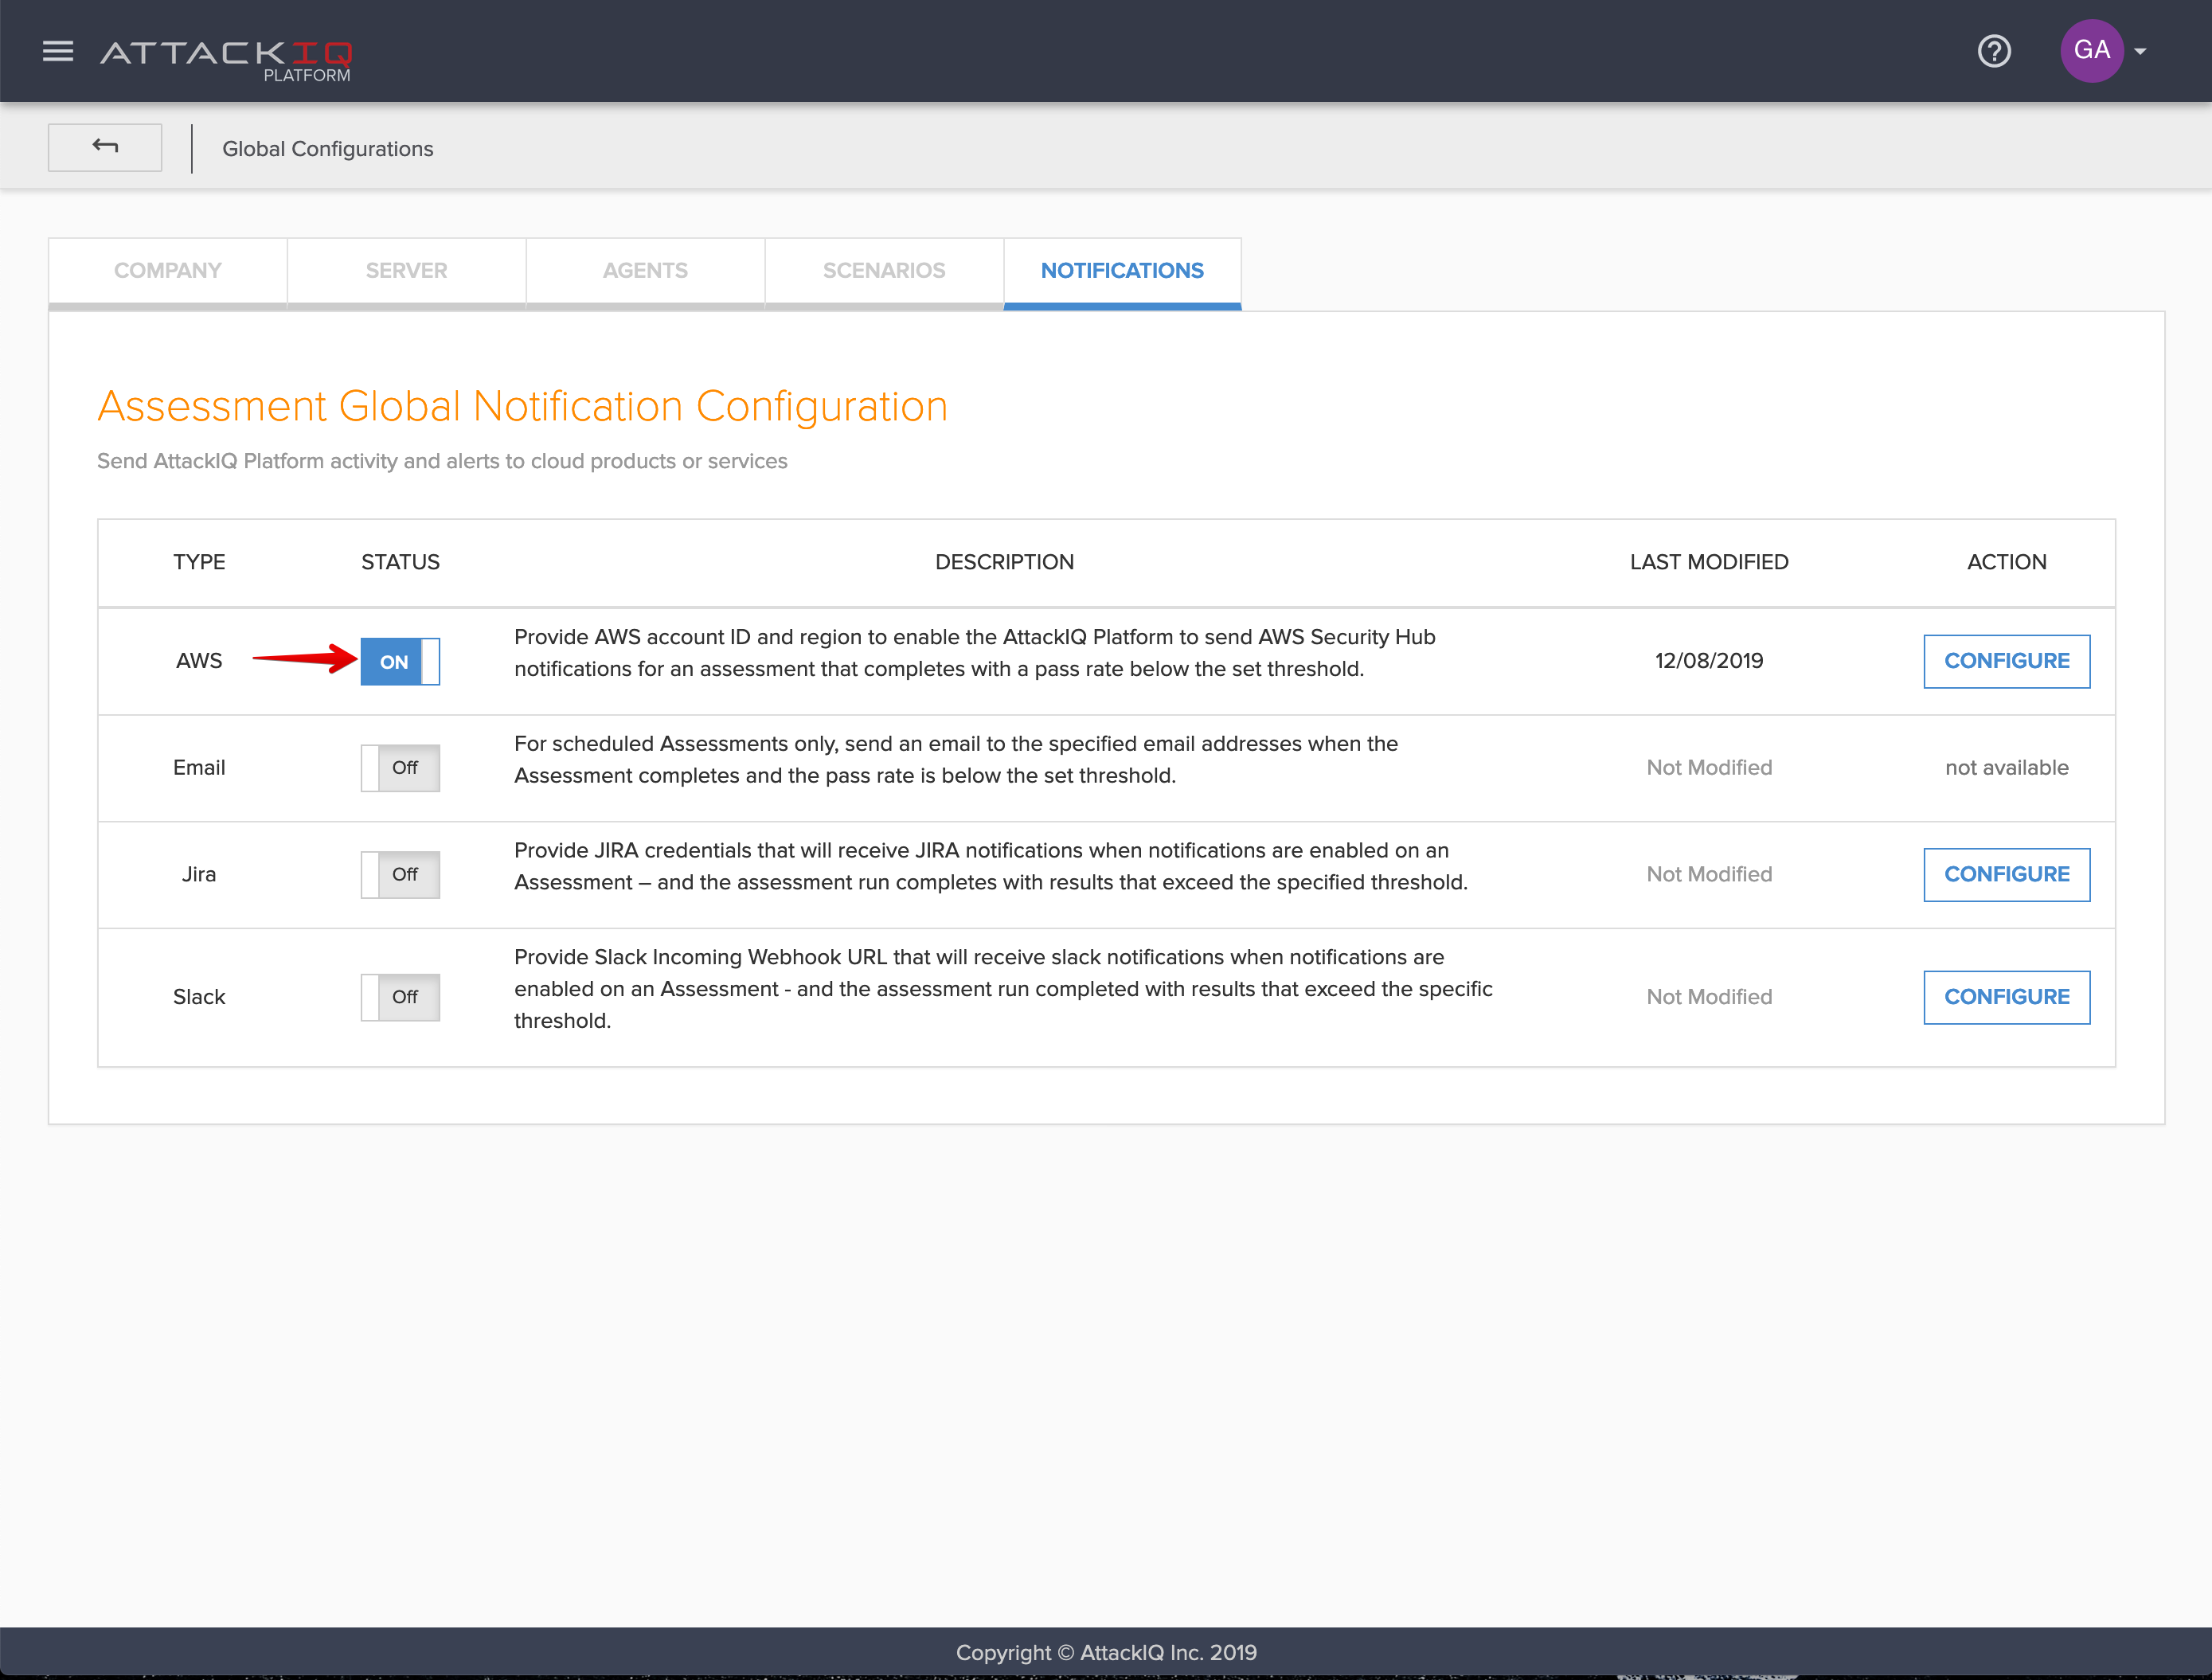 ATTACKIQ
PLATFORM
GA
Global Configurations
COMPANY
SERVER
AGENTS
SCENARIOS
NOTIFICATIONS
Assessment Global Notification Configuration
Send AttackIQ Platform activity and alerts to cloud products or services
TYPE STATUS DESCRIPTION LAST MODIFIED ACTION
AWS
ON
Provide AWS account ID and region to enable the AttackIQ Platform to send AWS Security Hub
notifications for an assessment that completes with a pass rate below the set threshold.
12/08/2019
CONFIGURE
Email
Off
For scheduled Assessments only, send an email to the specified email addresses when the
Assessment completes and the pass rate is below the set threshold.
Not Modified
not available
Jira
Off
Provide JIRA credentials that will receive JIRA notifications when notifications are enabled on an
Assessment – and the assessment run completes with results that exceed the specified threshold.
Not Modified
CONFIGURE
Slack
Off
Provide Slack Incoming Webhook URL that will receive slack notifications when notifications are
enabled on an Assessment - and the assessment run completed with results that exceed the specific
threshold.
Not Modified
CONFIGURE
Copyright © AttackIQ Inc. 2019